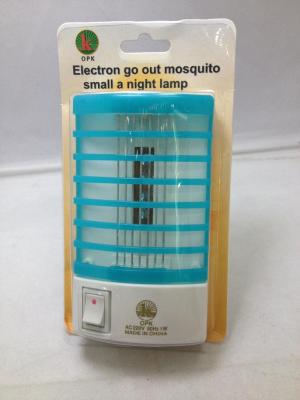 k
OPK
Electron go out mosquito
small a night lamp
OPK
AC220V 50Hz 1W
MADE IN CHINA